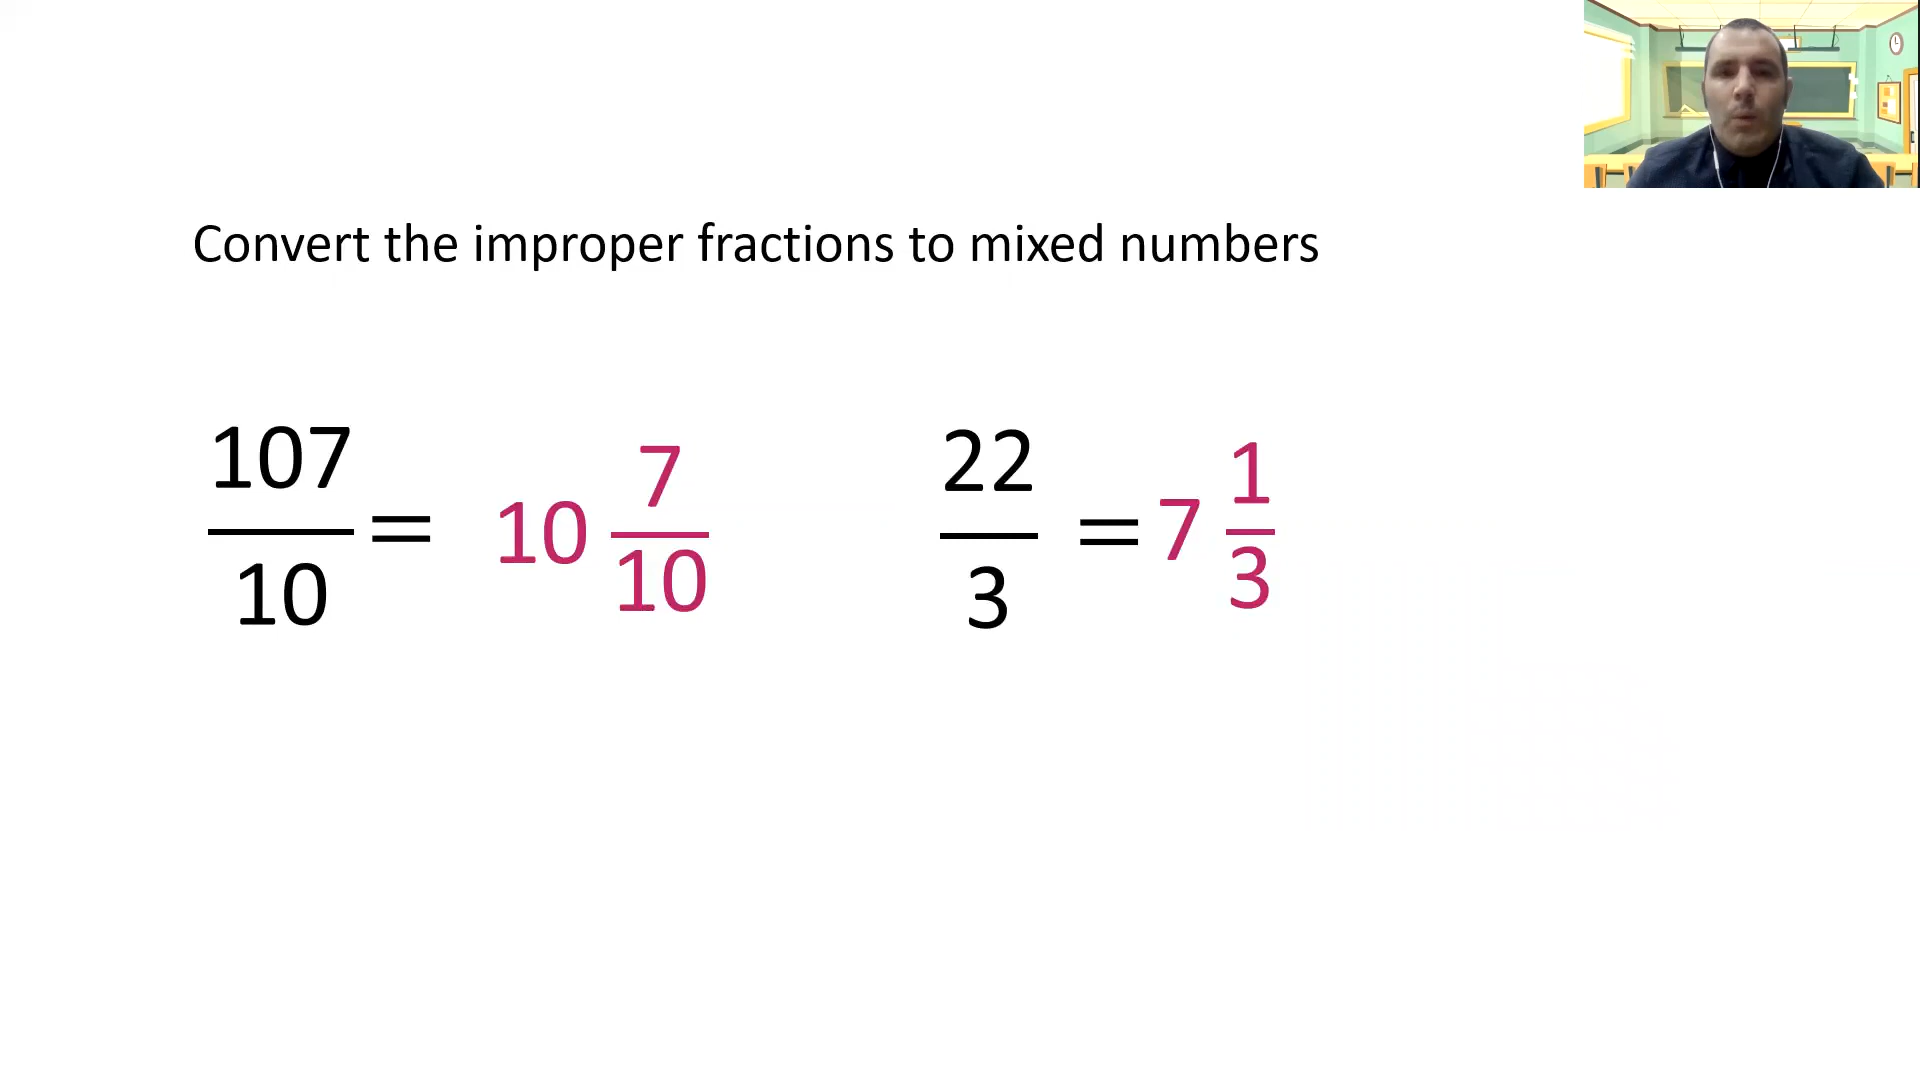 Convert the improper fractions to mixed numbers
107/10 = 10 7/10
22/3 = 7 1/3